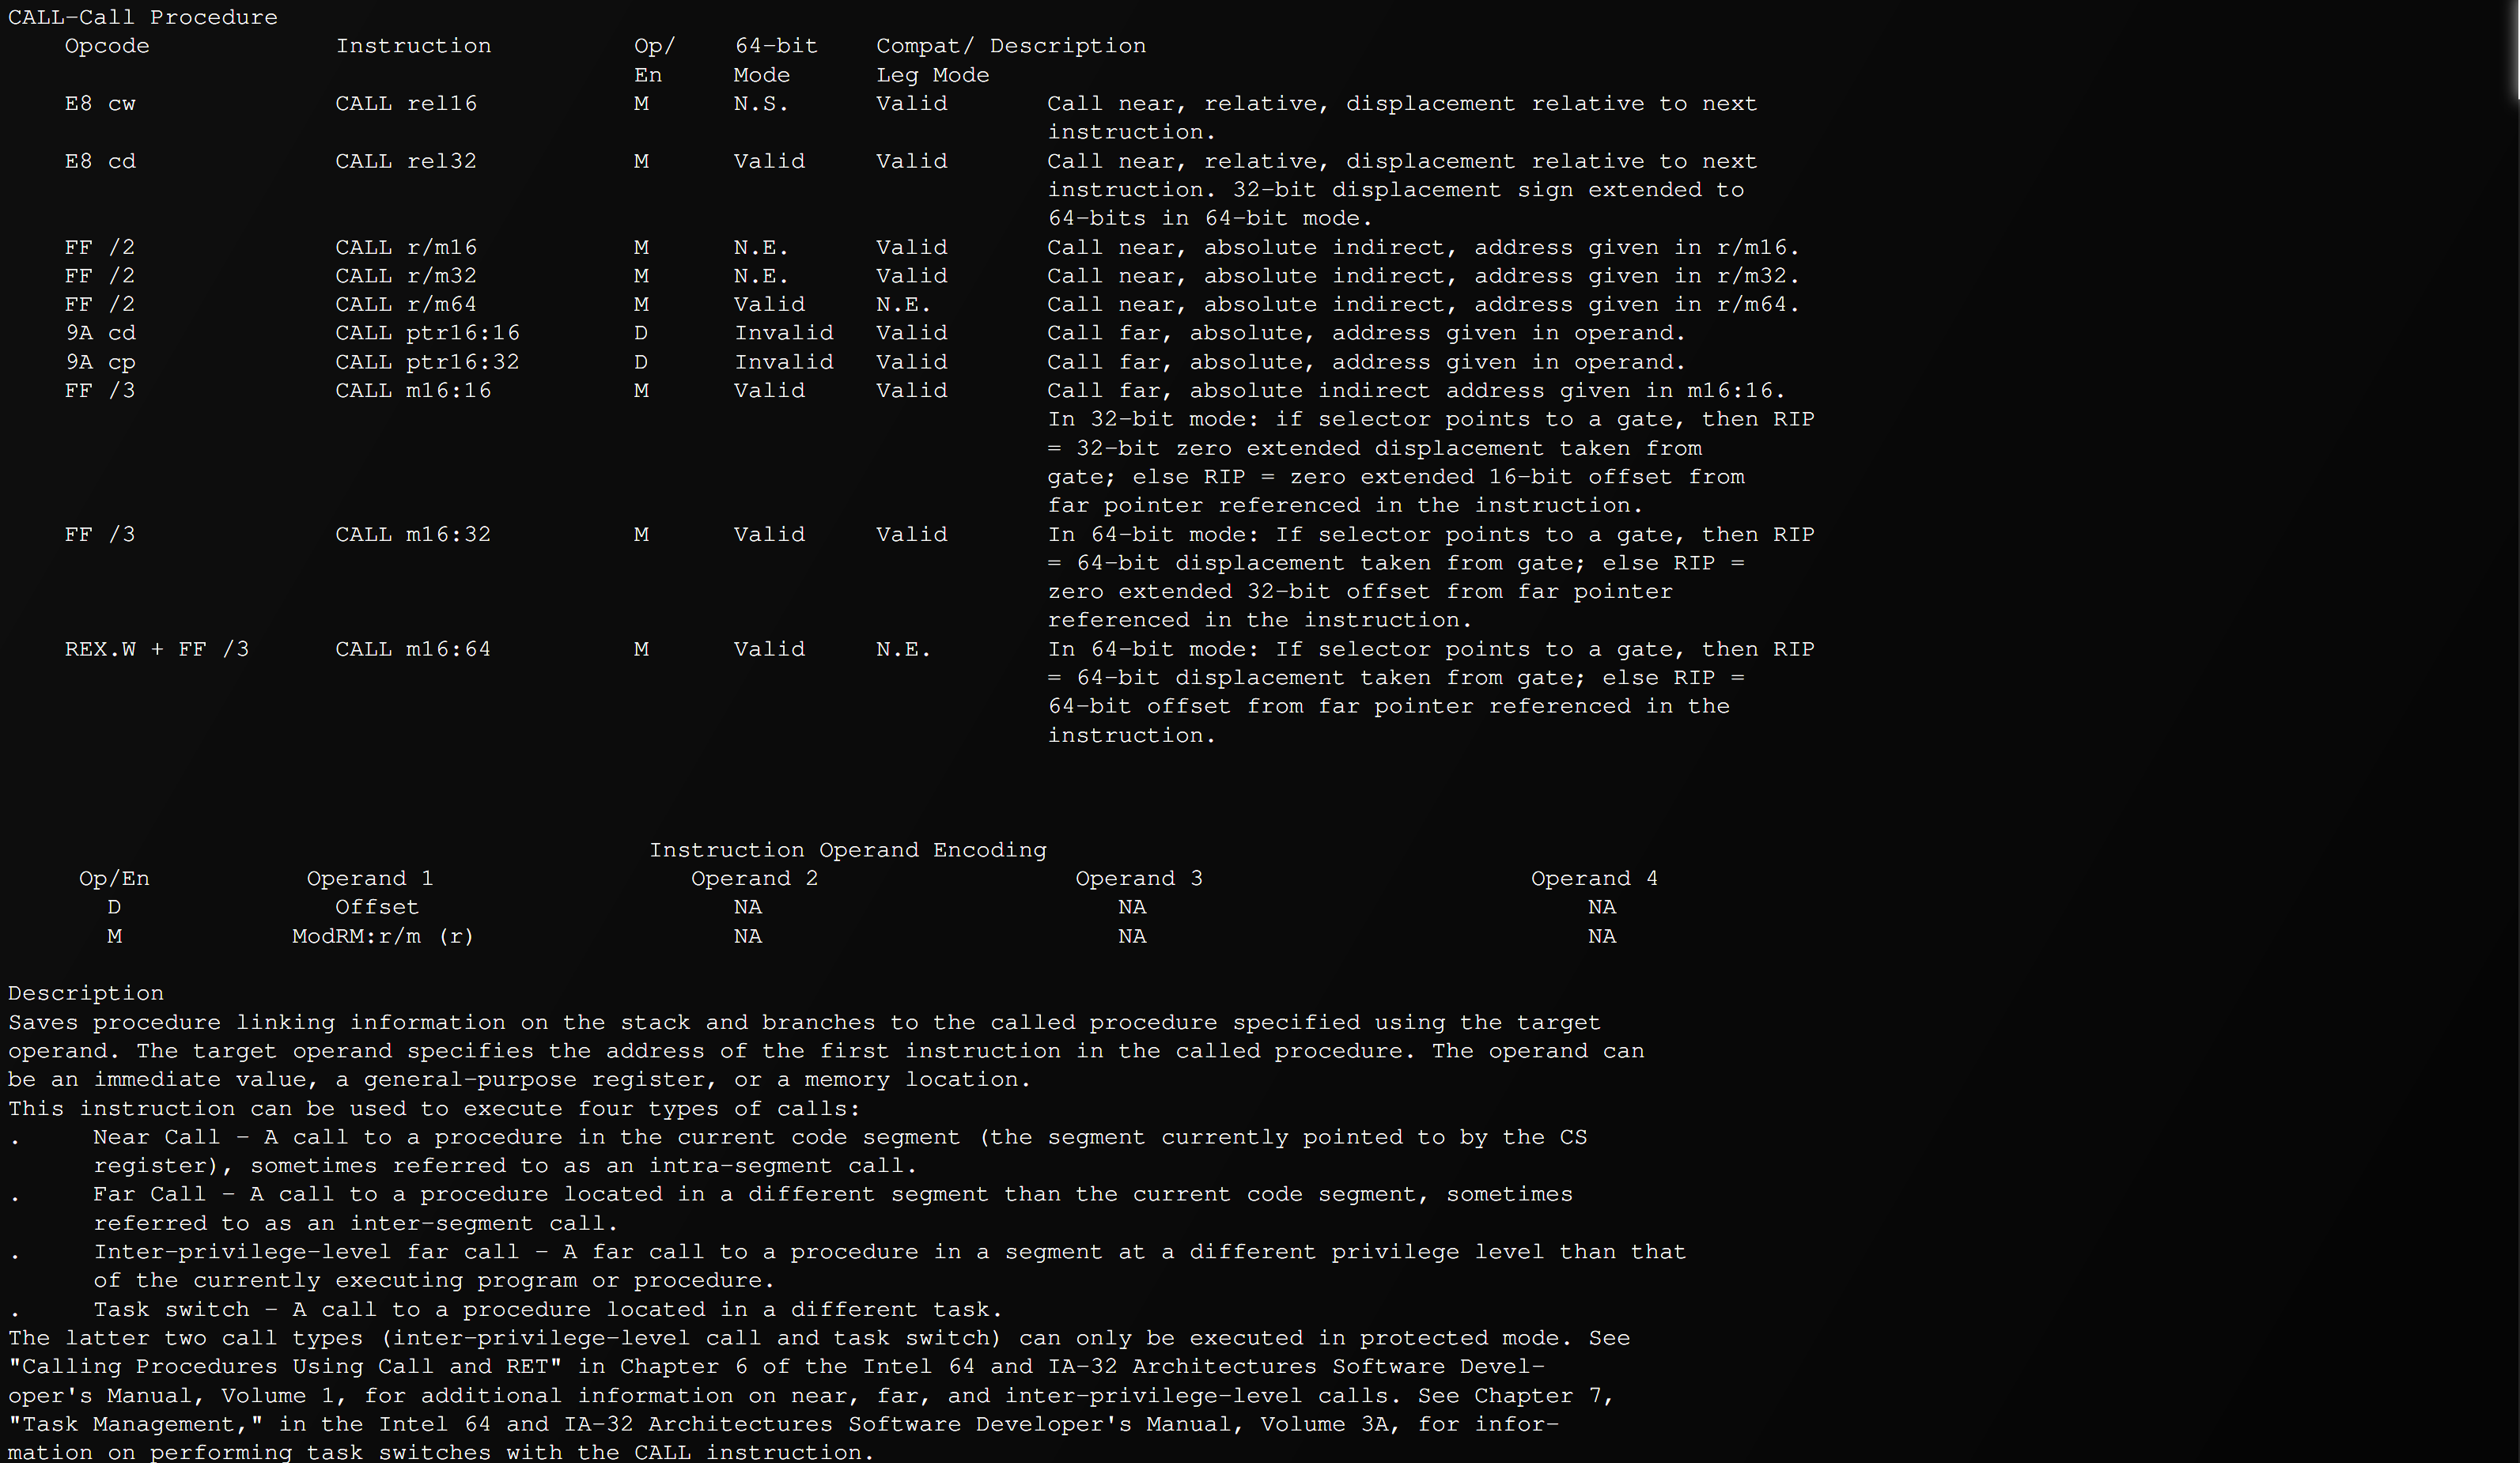 CALL-Call Procedure
Opcode Instruction Op/ 64-bit Compat/ Description
En Mode Leg Mode
E8 cw CALL rel16 M N.S. Valid Call near, relative, displacement relative to next
instruction.
E8 cd CALL rel32 M Valid Valid Call near, relative, displacement relative to next
instruction. 32-bit displacement sign extended to
64-bits in 64-bit mode.
FF /2 CALL r/m16 M N.E. Valid Call near, absolute indirect, address given in r/m16.
FF /2 CALL r/m32 M N.E. Valid Call near, absolute indirect, address given in r/m32.
FF /2 CALL r/m64 M Valid N.E. Call near, absolute indirect, address given in r/m64.
9A cd CALL ptr16:16 D Invalid Valid Call far, absolute, address given in operand.
9A cp CALL ptr16:32 D Invalid Valid Call far, absolute, address given in operand.
FF /3 CALL m16:16 M Valid Valid Call far, absolute indirect address given in m16:16.
In 32-bit mode: if selector points to a gate, then RIP
= 32-bit zero extended displacement taken from
gate; else RIP = zero extended 16-bit offset from
far pointer referenced in the instruction.
FF /3 CALL m16:32 M Valid Valid In 64-bit mode: If selector points to a gate, then RIP
= 64-bit displacement taken from gate; else RIP =
zero extended 32-bit offset from far pointer
referenced in the instruction.
REX.W + FF /3 CALL m16:64 M Valid N.E. In 64-bit mode: If selector points to a gate, then RIP
= 64-bit displacement taken from gate; else RIP =
64-bit offset from far pointer referenced in the
instruction.
Instruction Operand Encoding
Op/En Operand 1 Operand 2 Operand 3 Operand 4
D Offset NA NA NA
M ModRM:r/m (r) NA NA NA
Description
Saves procedure linking information on the stack and branches to the called procedure specified using the target
operand. The target operand specifies the address of the first instruction in the called procedure. The operand can
be an immediate value, a general-purpose register, or a memory location.
This instruction can be used to execute four types of calls:
. Near Call - A call to a procedure in the current code segment (the segment currently pointed to by the CS
register), sometimes referred to as an intra-segment call.
. Far Call - A call to a procedure located in a different segment than the current code segment, sometimes
referred to as an inter-segment call.
. Inter-privilege-level far call - A far call to a procedure in a segment at a different privilege level than that
of the currently executing program or procedure.
. Task switch - A call to a procedure located in a different task.
The latter two call types (inter-privilege-level call and task switch) can only be executed in protected mode. See
"Calling Procedures Using Call and RET" in Chapter 6 of the Intel 64 and IA-32 Architectures Software Devel-
oper's Manual, Volume 1, for additional information on near, far, and inter-privilege-level calls. See Chapter 7,
"Task Management," in the Intel 64 and IA-32 Architectures Software Developer's Manual, Volume 3A, for infor-
mation on performing task switches with the CALL instruction.